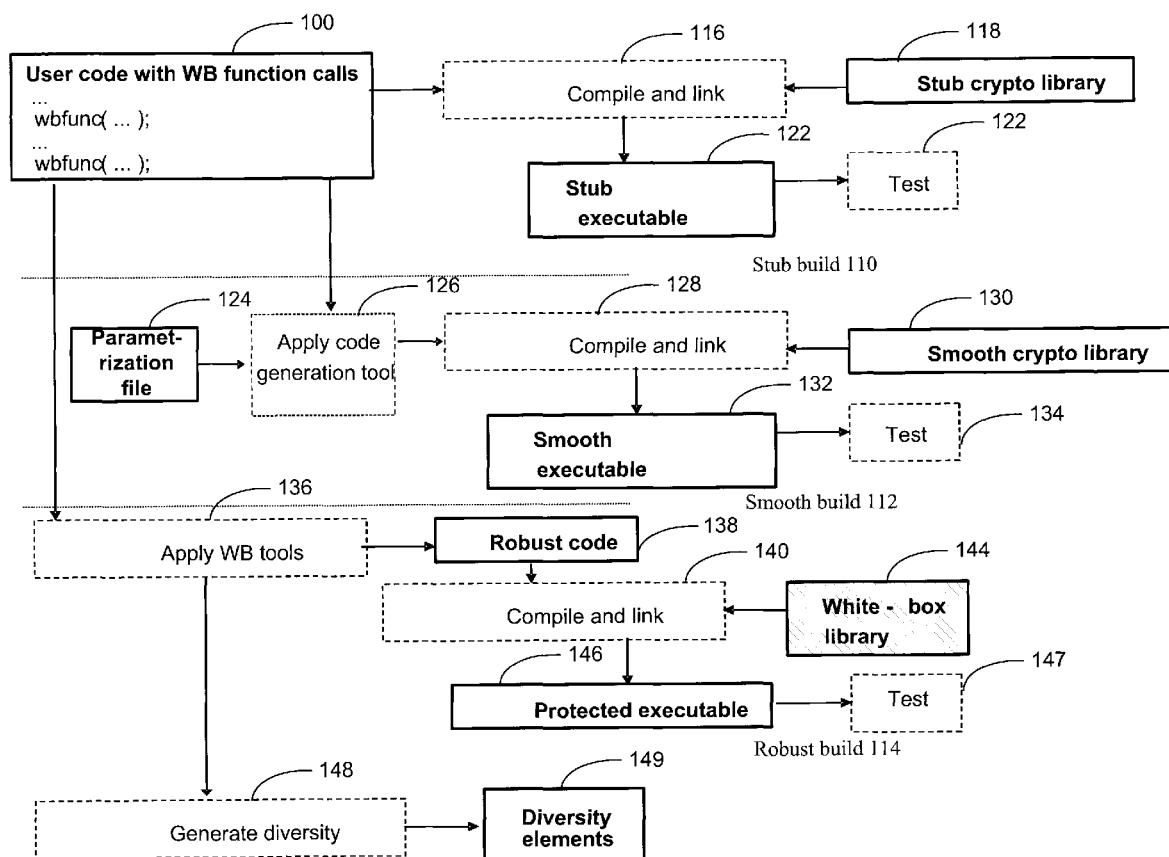 100
116
118
User code with WB function calls
...
wbfunc( ... );
...
wbfunc( ... );
Compile and link
Stub crypto library
122
122
Stub
executable
Test
Stub build 110
124
126
128
130
Paramet-
rization
file
Apply code
generation tool
Compile and link
Smooth crypto library
132
Smooth
executable
Test
134
Smooth build 112
136
138
Apply WB tools
Robust code
140
144
Compile and link
White - box
library
146
147
Protected executable
Test
Robust build 114
148
149
Generate diversity
Diversity
elements